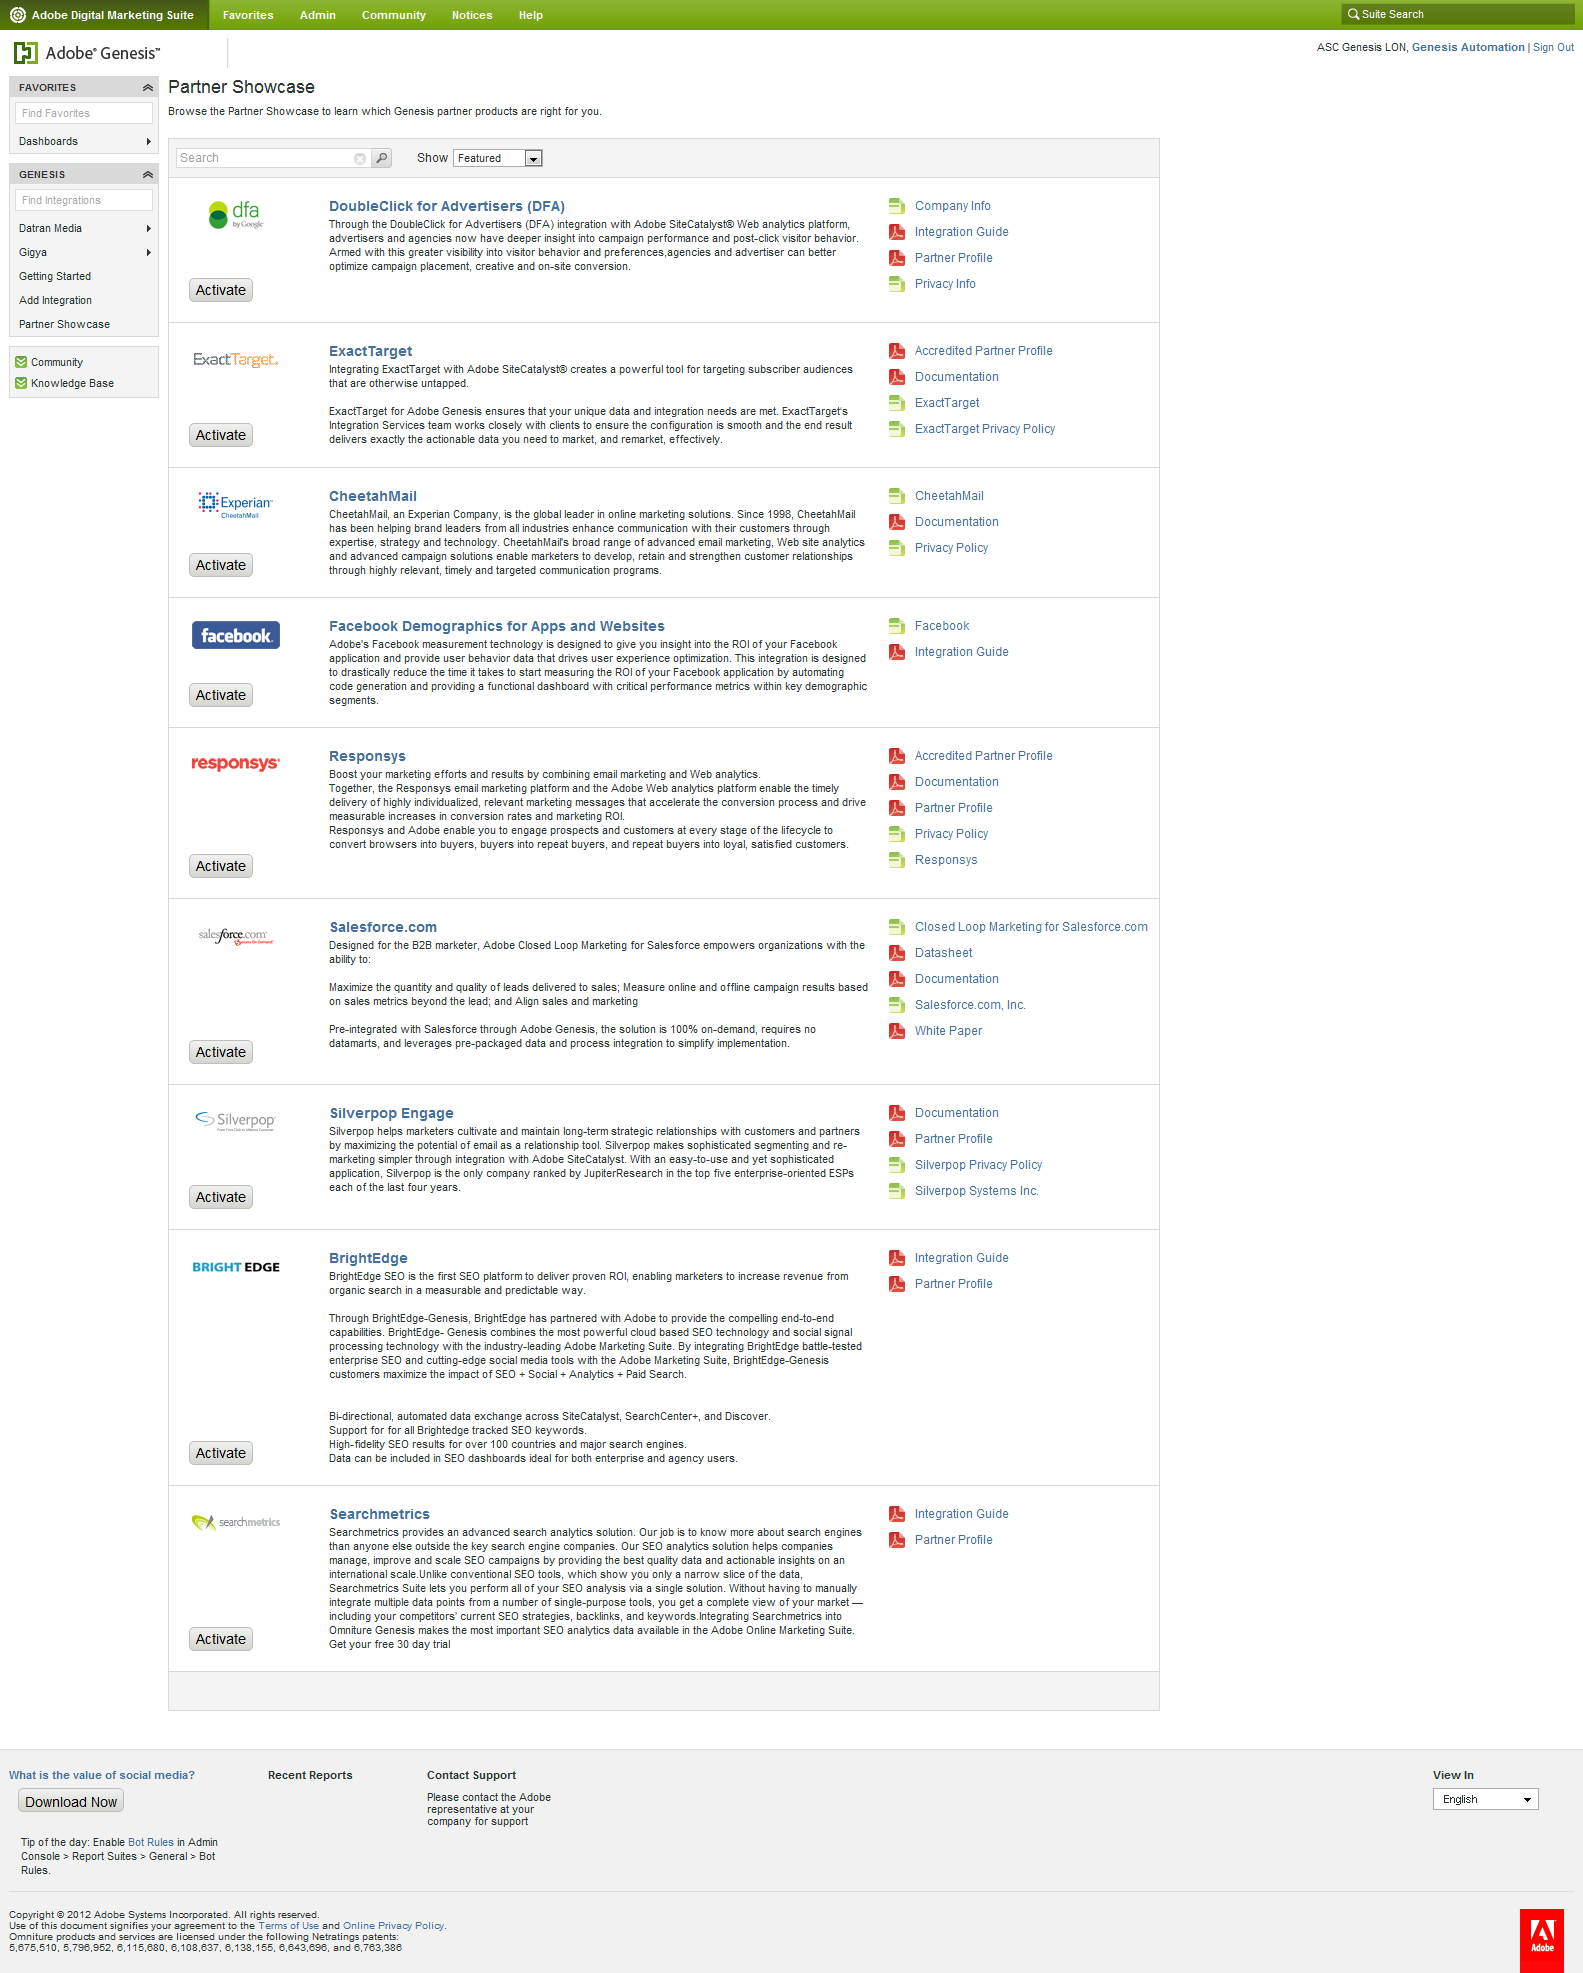 Adobe Digital Marketing Suite Favorites Admin Community Notices Help Suite Search
Adobe® Genesis™
ASC Genesis LON, Genesis Automation | Sign Out
FAVORITES
Find Favorites
Dashboards
GENESIS
Find Integrations
Datran Media
Gigya
Getting Started
Add Integration
Partner Showcase
Community
Knowledge Base
Partner Showcase
Browse the Partner Showcase to learn which Genesis partner products are right for you.
Search Show Featured
dfa
by Google
Activate
DoubleClick for Advertisers (DFA)
Through the DoubleClick for Advertisers (DFA) integration with Adobe SiteCatalyst® Web analytics platform,
advertisers and agencies now have deeper insight into campaign performance and post-click visitor behavior.
Armed with this greater visibility into visitor behavior and preferences,agencies and advertiser can better
optimize campaign placement, creative and on-site conversion.
Company Info
Integration Guide
Partner Profile
Privacy Info
ExactTarget.
Activate
ExactTarget
Integrating ExactTarget with Adobe SiteCatalyst® creates a powerful tool for targeting subscriber audiences
that are otherwise untapped.
ExactTarget for Adobe Genesis ensures that your unique data and integration needs are met. ExactTarget's
Integration Services team works closely with clients to ensure the configuration is smooth and the end result
delivers exactly the actionable data you need to market, and remarket, effectively.
Accredited Partner Profile
Documentation
ExactTarget
ExactTarget Privacy Policy
Experian™
CheetahMail
Activate
CheetahMail
CheetahMail, an Experian Company, is the global leader in online marketing solutions. Since 1998, CheetahMail
has been helping brand leaders from all industries enhance communication with their customers through
expertise, strategy and technology. CheetahMail's broad range of advanced email marketing, Web site analytics
and advanced campaign solutions enable marketers to develop, retain and strengthen customer relationships
through highly relevant, timely and targeted communication programs.
CheetahMail
Documentation
Privacy Policy
facebook.
Activate
Facebook Demographics for Apps and Websites
Adobe's Facebook measurement technology is designed to give you insight into the ROI of your Facebook
application and provide user behavior data that drives user experience optimization. This integration is designed
to drastically reduce the time it takes to start measuring the ROI of your Facebook application by automating
code generation and providing a functional dashboard with critical performance metrics within key demographic
segments.
Facebook
Integration Guide
responsys®
Activate
Responsys
Boost your marketing efforts and results by combining email marketing and Web analytics.
Together, the Responsys email marketing platform and the Adobe Web analytics platform enable the timely
delivery of highly individualized, relevant marketing messages that accelerate the conversion process and drive
measurable increases in conversion rates and marketing ROI.
Responsys and Adobe enable you to engage prospects and customers at every stage of the lifecycle to
convert browsers into buyers, buyers into repeat buyers, and repeat buyers into loyal, satisfied customers.
Accredited Partner Profile
Documentation
Partner Profile
Privacy Policy
Responsys
salesforce.com
Success On Demand
Activate
Salesforce.com
Designed for the B2B marketer, Adobe Closed Loop Marketing for Salesforce empowers organizations with the
ability to:
Maximize the quantity and quality of leads delivered to sales; Measure online and offline campaign results based
on sales metrics beyond the lead; and Align sales and marketing
Pre-integrated with Salesforce through Adobe Genesis, the solution is 100% on-demand, requires no
datamarts, and leverages pre-packaged data and process integration to simplify implementation.
Closed Loop Marketing for Salesforce.com
Datasheet
Documentation
Salesforce.com, Inc.
White Paper
Silverpop
Activate
Silverpop Engage
Silverpop helps marketers cultivate and maintain long-term strategic relationships with customers and partners
by maximizing the potential of email as a relationship tool. Silverpop makes sophisticated segmenting and re-
marketing simpler through integration with Adobe SiteCatalyst. With an easy-to-use and yet sophisticated
application, Silverpop is the only company ranked by JupiterResearch in the top five enterprise-oriented ESPs
each of the last four years.
Documentation
Partner Profile
Silverpop Privacy Policy
Silverpop Systems Inc.
BRIGHT EDGE
Activate
BrightEdge
BrightEdge SEO is the first SEO platform to deliver proven ROI, enabling marketers to increase revenue from
organic search in a measurable and predictable way.
Through BrightEdge-Genesis, BrightEdge has partnered with Adobe to provide the compelling end-to-end
capabilities. BrightEdge- Genesis combines the most powerful cloud based SEO technology and social signal
processing technology with the industry-leading Adobe Marketing Suite. By integrating BrightEdge battle-tested
enterprise SEO and cutting-edge social media tools with the Adobe Marketing Suite, BrightEdge-Genesis
customers maximize the impact of SEO + Social + Analytics + Paid Search.
Bi-directional, automated data exchange across SiteCatalyst, SearchCenter+, and Discover.
Support for for all Brightedge tracked SEO keywords.
High-fidelity SEO results for over 100 countries and major search engines.
Data can be included in SEO dashboards ideal for both enterprise and agency users.
Integration Guide
Partner Profile
searchmetrics
Activate
Searchmetrics
Searchmetrics provides an advanced search analytics solution. Our job is to know more about search engines
than anyone else outside the key search engine companies. Our SEO analytics solution helps companies
manage, improve and scale SEO campaigns by providing the best quality data and actionable insights on an
international scale.Unlike conventional SEO tools, which show you only a narrow slice of the data,
Searchmetrics Suite lets you perform all of your SEO analysis via a single solution. Without having to manually
integrate multiple data points from a number of single-purpose tools, you get a complete view of your market —
including your competitors' current SEO strategies, backlinks, and keywords.Integrating Searchmetrics into
Omniture Genesis makes the most important SEO analytics data available in the Adobe Online Marketing Suite.
Get your free 30 day trial
Integration Guide
Partner Profile
What is the value of social media?
Download Now
Tip of the day: Enable Bot Rules in Admin
Console > Report Suites > General > Bot
Rules.
Recent Reports
Contact Support
Please contact the Adobe
representative at your
company for support
View In
English
Copyright © 2012 Adobe Systems Incorporated. All rights reserved.
Use of this document signifies your agreement to the Terms of Use and Online Privacy Policy.
Omniture products and services are licensed under the following Netratings patents:
5,675,510, 5,796,952, 6,115,680, 6,108,637, 6,138,155, 6,643,696, and 6,763,386
Adobe